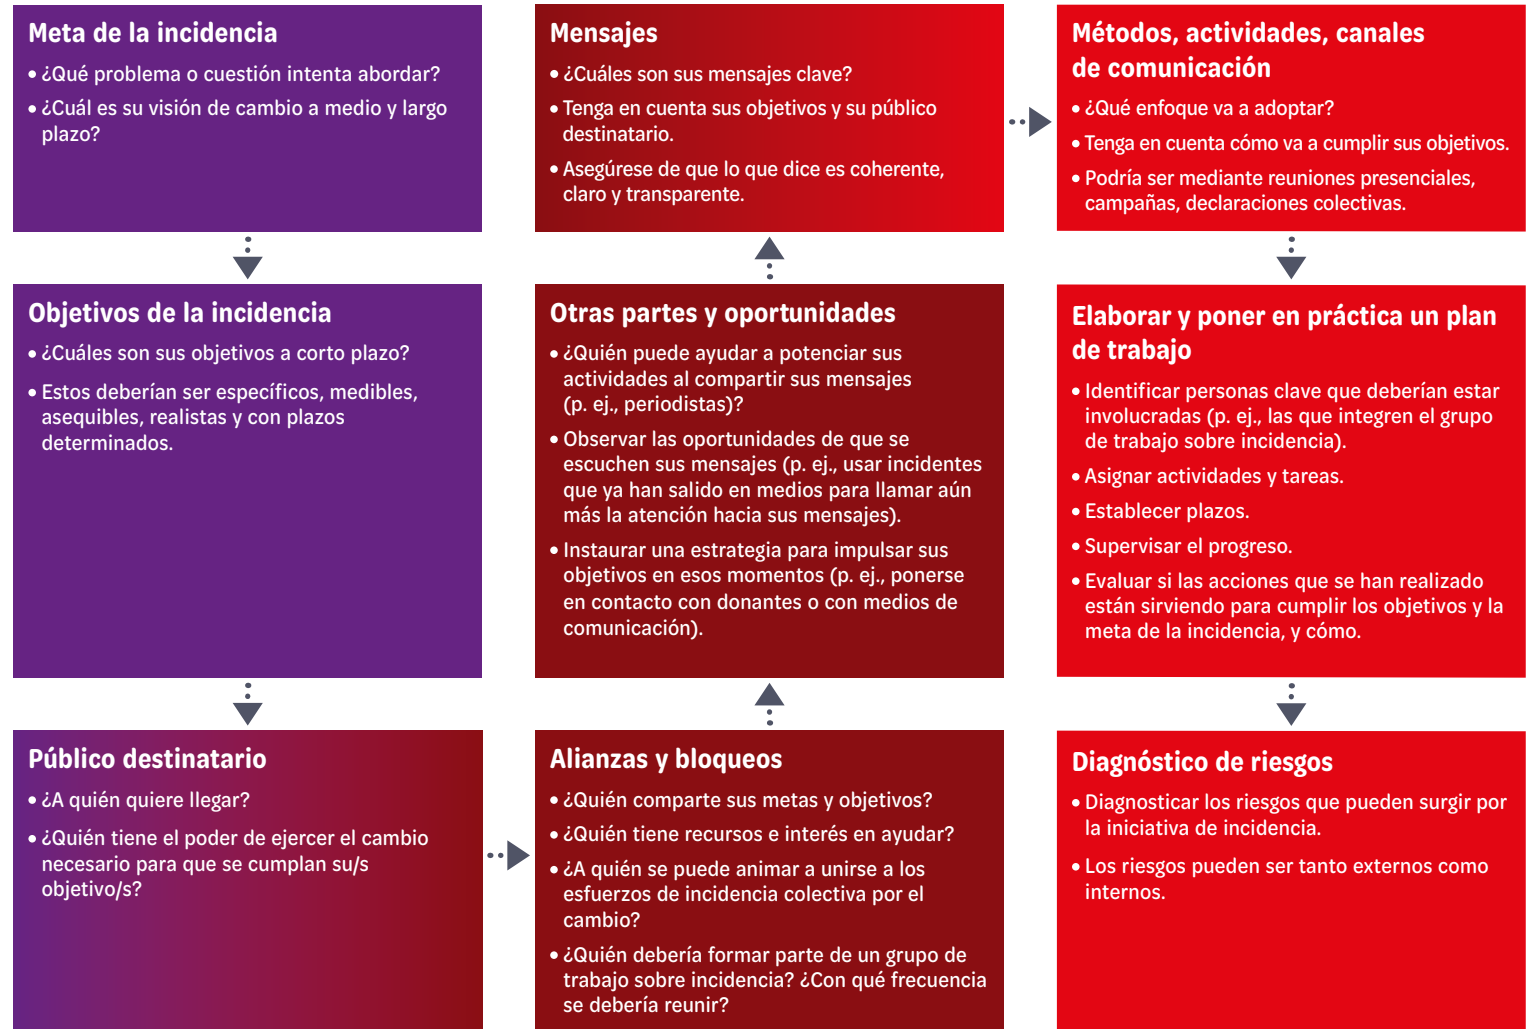 Meta de la incidencia
• ¿Qué problema o cuestión intenta abordar?
• ¿Cuál es su visión de cambio a medio y largo
plazo?
Objetivos de la incidencia
• ¿Cuáles son sus objetivos a corto plazo?
• Estos deberían ser específicos, medibles,
asequibles, realistas y con plazos
determinados.
Público destinatario
• ¿A quién quiere llegar?
• ¿Quién tiene el poder de ejercer el cambio
necesario para que se cumplan su/s
objetivo/s?
Alianzas y bloqueos
• ¿Quién comparte sus metas y objetivos?
• ¿Quién tiene recursos e interés en ayudar?
• ¿A quién se puede animar a unirse a los
esfuerzos de incidencia colectiva por el
cambio?
• ¿Quién debería formar parte de un grupo de
trabajo sobre incidencia? ¿Con qué frecuencia
se debería reunir?
Otras partes y oportunidades
• ¿Quién puede ayudar a potenciar sus
actividades al compartir sus mensajes
(p. ej., periodistas)?
• Observar las oportunidades de que se
escuchen sus mensajes (p. ej., usar incidentes
que ya han salido en medios para llamar aún
más la atención hacia sus mensajes).
• Instaurar una estrategia para impulsar sus
objetivos en esos momentos (p. ej., ponerse
en contacto con donantes o con medios de
comunicación).
Mensajes
• ¿Cuáles son sus mensajes clave?
• Tenga en cuenta sus objetivos y su público
destinatario.
• Asegúrese de que lo que dice es coherente,
claro y transparente.
Métodos, actividades, canales
de comunicación
• ¿Qué enfoque va a adoptar?
• Tenga en cuenta cómo va a cumplir sus objetivos.
• Podría ser mediante reuniones presenciales,
campañas, declaraciones colectivas.
Elaborar y poner en práctica un plan
de trabajo
• Identificar personas clave que deberían estar
involucradas (p. ej., las que integren el grupo
de trabajo sobre incidencia).
• Asignar actividades y tareas.
• Establecer plazos.
• Supervisar el progreso.
• Evaluar si las acciones que se han realizado
están sirviendo para cumplir los objetivos y la
meta de la incidencia, y cómo.
Diagnóstico de riesgos
• Diagnosticar los riesgos que pueden surgir por
la iniciativa de incidencia.
• Los riesgos pueden ser tanto externos como
internos.